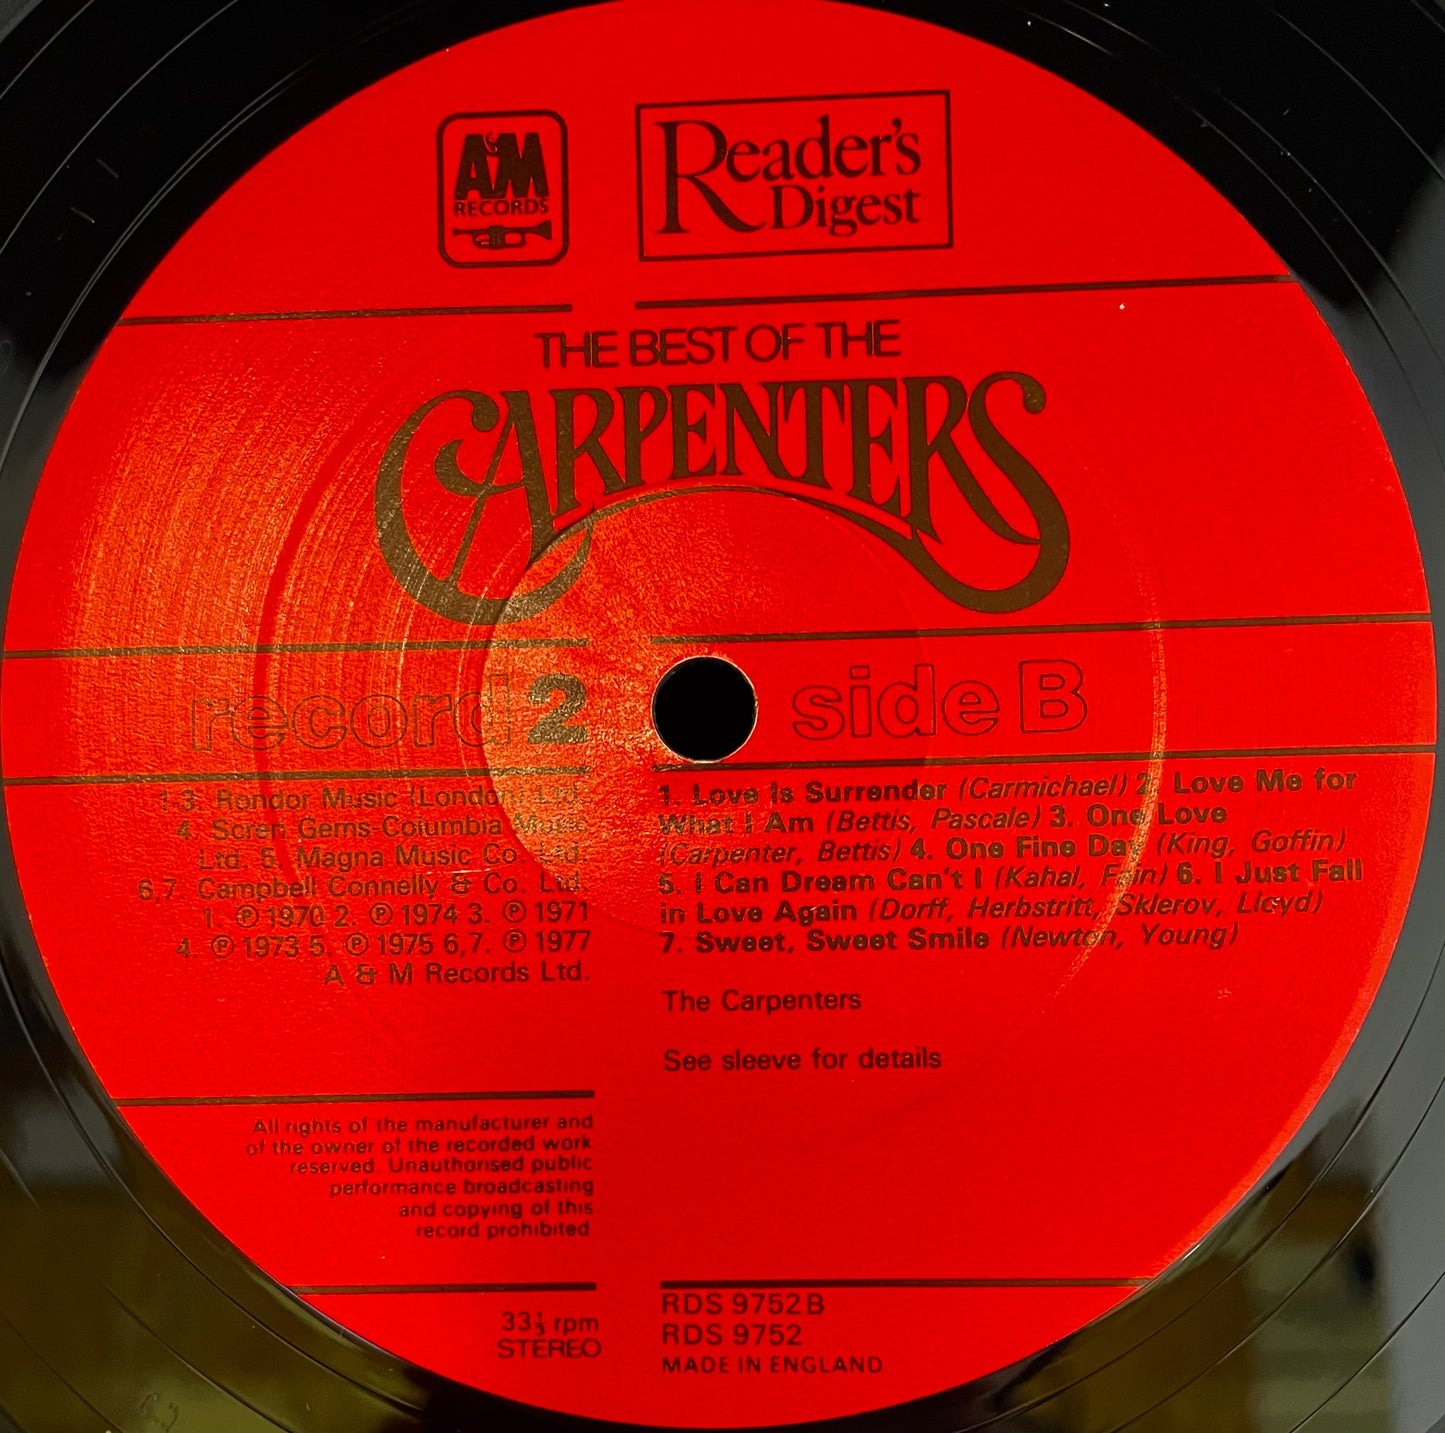 A&M
RECORDS
Reader's
Digest
THE BEST OF THE
CARPENTERS
record 2
side B
1-3. Rondor Music (London) Ltd.
4. Scren Gems-Columbia Music
Ltd. 5. Magna Music Co. Ltd.
6,7. Campbell Connelly & Co. Ltd.
1. ℗ 1970 2. ℗ 1974 3. ℗ 1971
4. ℗ 1973 5. ℗ 1975 6,7. ℗ 1977
A & M Records Ltd.
1. Love Is Surrender (Carmichael) 2. Love Me for
What I Am (Bettis, Pascale) 3. One Love
(Carpenter, Bettis) 4. One Fine Day (King, Goffin)
5. I Can Dream Can't I (Kahal, Fain) 6. I Just Fall
in Love Again (Dorff, Herbstritt, Sklerov, Lloyd)
7. Sweet, Sweet Smile (Newton, Young)
The Carpenters
See sleeve for details
All rights of the manufacturer and
of the owner of the recorded work
reserved. Unauthorised public
performance broadcasting
and copying of this
record prohibited
33⅓ rpm
STEREO
RDS 9752B
RDS 9752
MADE IN ENGLAND